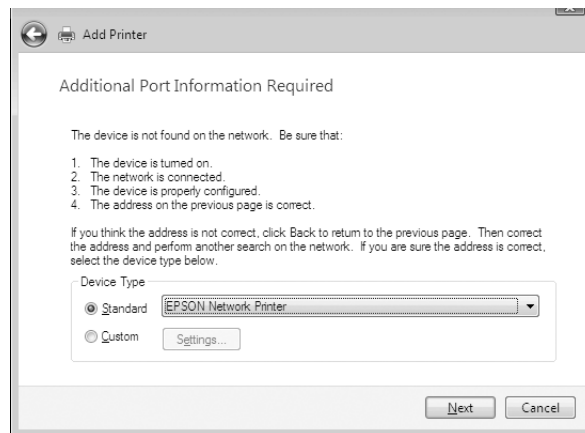 Add Printer
Additional Port Information Required
The device is not found on the network.  Be sure that:
1.  The device is turned on.
2.  The network is connected.
3.  The device is properly configured.
4.  The address on the previous page is correct.
If you think the address is not correct, click Back to return to the previous page.  Then correct
the address and perform another search on the network.  If you are sure the address is correct,
select the device type below.
Device Type
Standard
EPSON Network Printer
Custom
Settings...
Next
Cancel